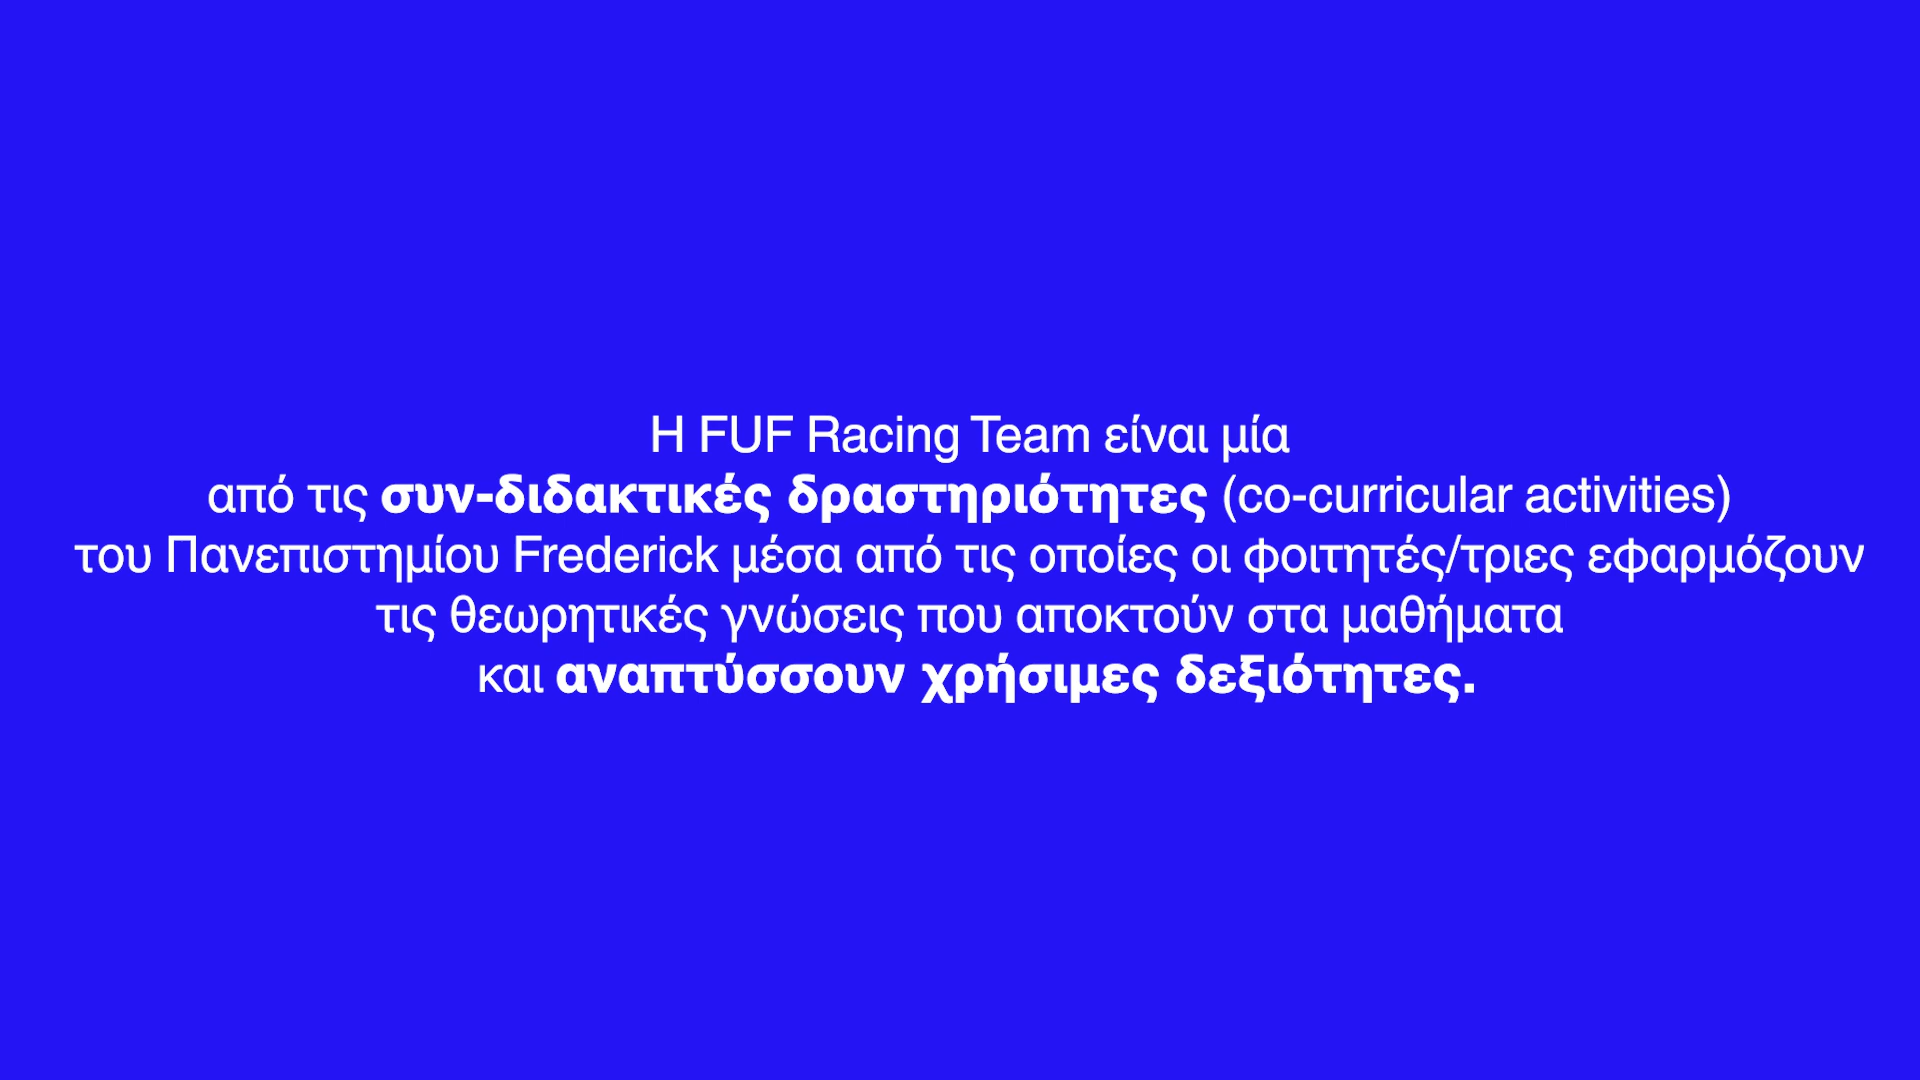 Η FUF Racing Team είναι μία
από τις συν-διδακτικές δραστηριότητες (co-curricular activities)
του Πανεπιστημίου Frederick μέσα από τις οποίες οι φοιτητές/τριες εφαρμόζουν
τις θεωρητικές γνώσεις που αποκτούν στα μαθήματα
και αναπτύσσουν χρήσιμες δεξιότητες.